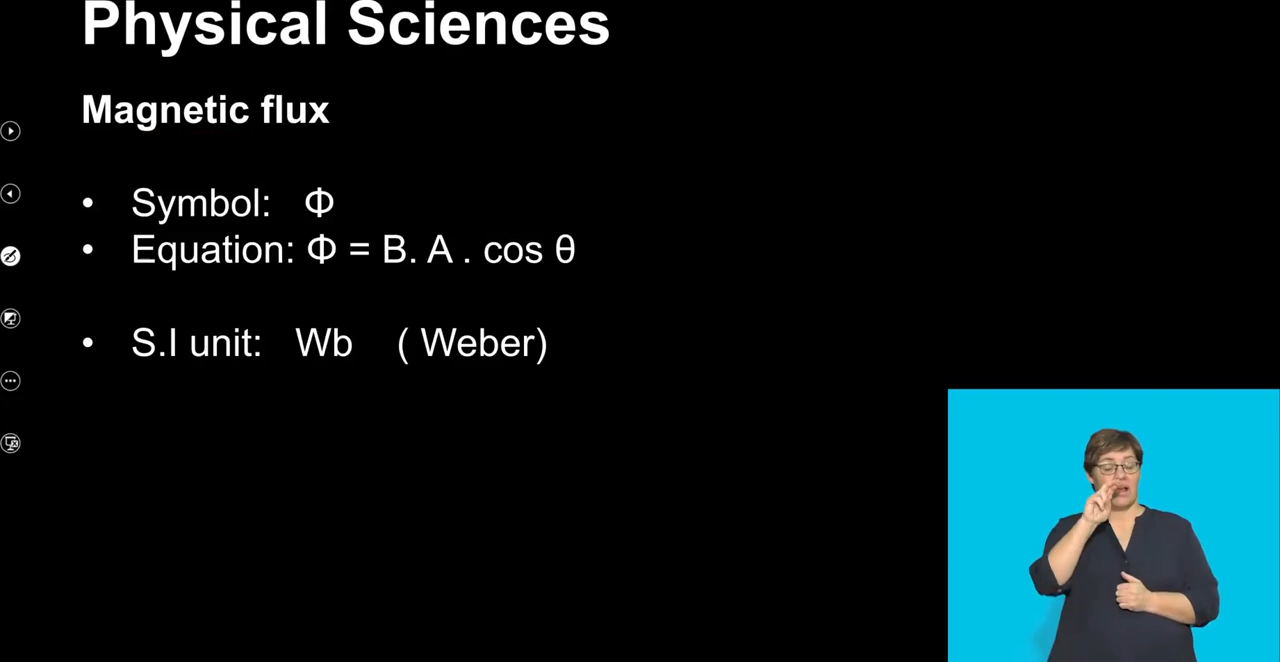 Physical Sciences
Magnetic flux
• Symbol: Φ
• Equation: Φ = B. A . cos θ
• S.I unit: Wb ( Weber)